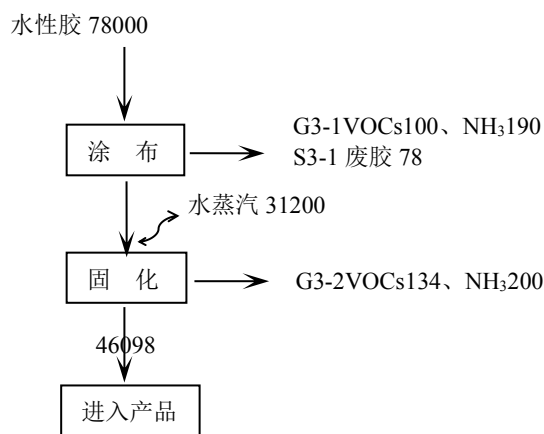 水性胶 78000
涂 布
G3-1VOCs100、NH₃190
S3-1 废胶 78
水蒸汽 31200
固 化
G3-2VOCs134、NH₃200
46098
进入产品